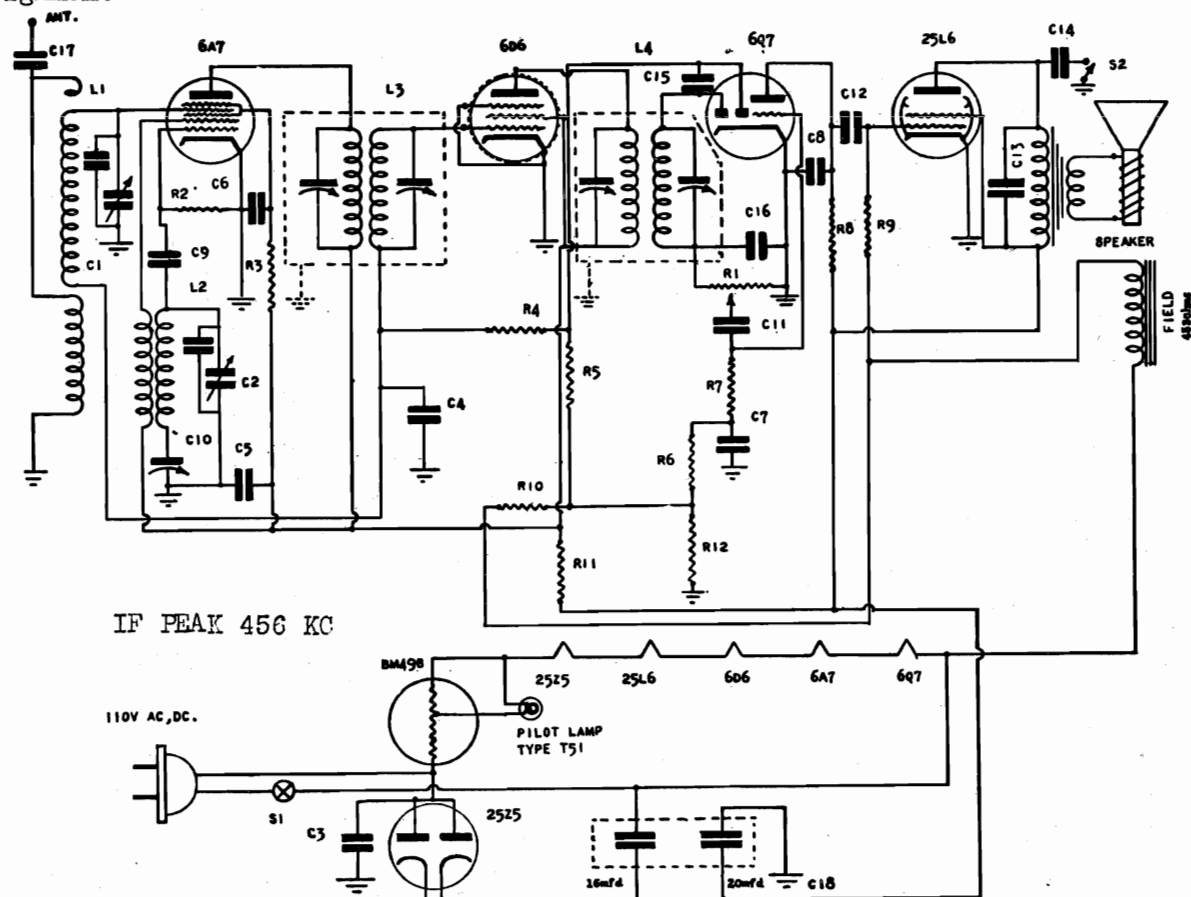 ANT.
C17
6A7
6D6
L4
6Q7
25L6
C14
S2
L1
L3
C15
C12
C8
C13
R2
C6
C16
R8
R9
SPEAKER
C9
R3
C1
L2
R1
FIELD
450ohms
C11
R4
R5
C2
R7
C4
C7
C10
C5
R6
R10
R12
R11
IF PEAK 456 KC
BM49B
25Z5
25L6
6D6
6A7
6Q7
110V AC,DC.
PILOT LAMP
TYPE T51
S1
25Z5
C3
16mfd
20mfd
C18